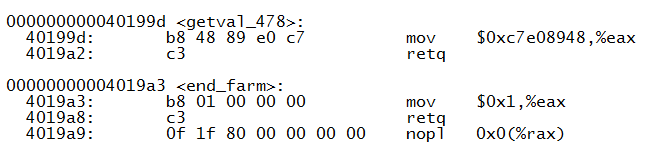 000000000040199d <getval_478>:
40199d: b8 48 89 e0 c7 mov $0xc7e08948,%eax
4019a2: c3 retq
00000000004019a3 <end_farm>:
4019a3: b8 01 00 00 00 mov $0x1,%eax
4019a8: c3 retq
4019a9: 0f 1f 80 00 00 00 00 nopl 0x0(%rax)